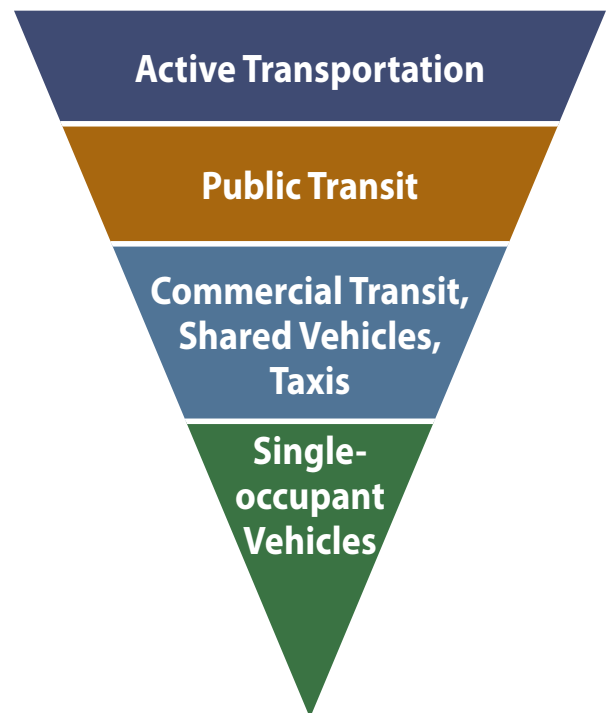 Active Transportation
Public Transit
Commercial Transit,
Shared Vehicles,
Taxis
Single-
occupant
Vehicles